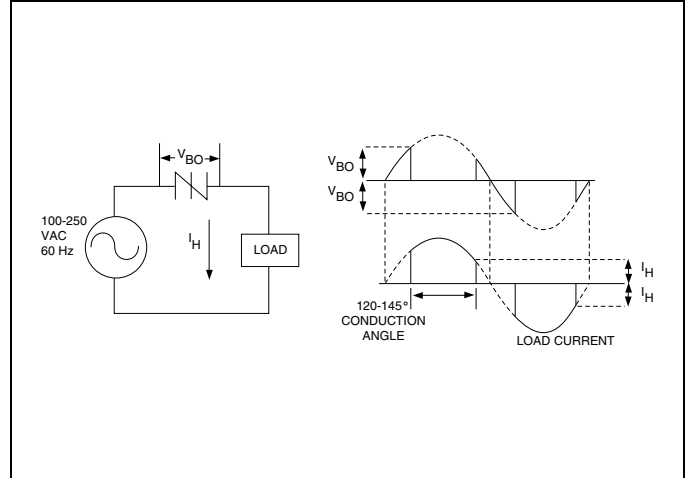 V_BO
100-250
VAC
60 Hz
I_H
LOAD
V_BO
V_BO
I_H
I_H
120-145°
CONDUCTION
ANGLE
LOAD CURRENT